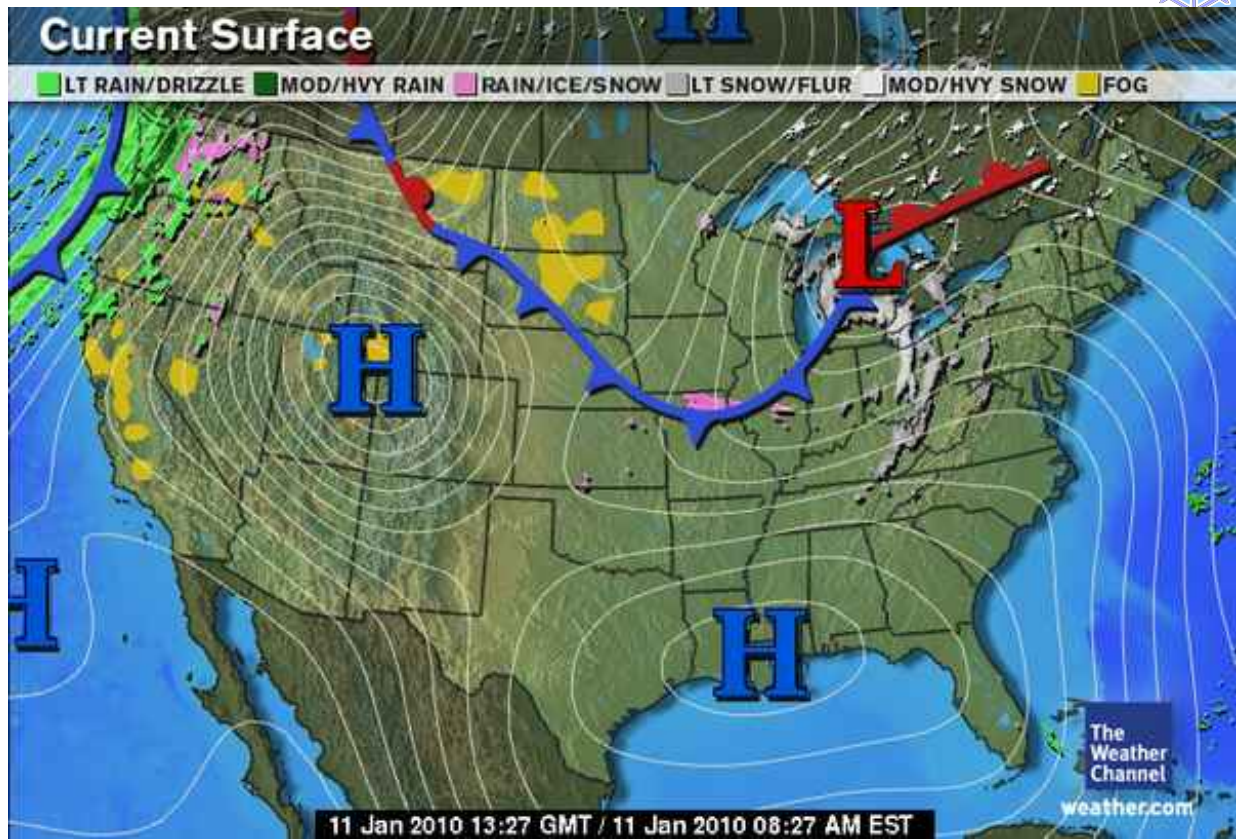 Current Surface
LT RAIN/DRIZZLE MOD/HVY RAIN RAIN/ICE/SNOW LT SNOW/FLUR MOD/HVY SNOW FOG
H
L
H
H
H
The
Weather
Channel
weather.com
11 Jan 2010 13:27 GMT / 11 Jan 2010 08:27 AM EST